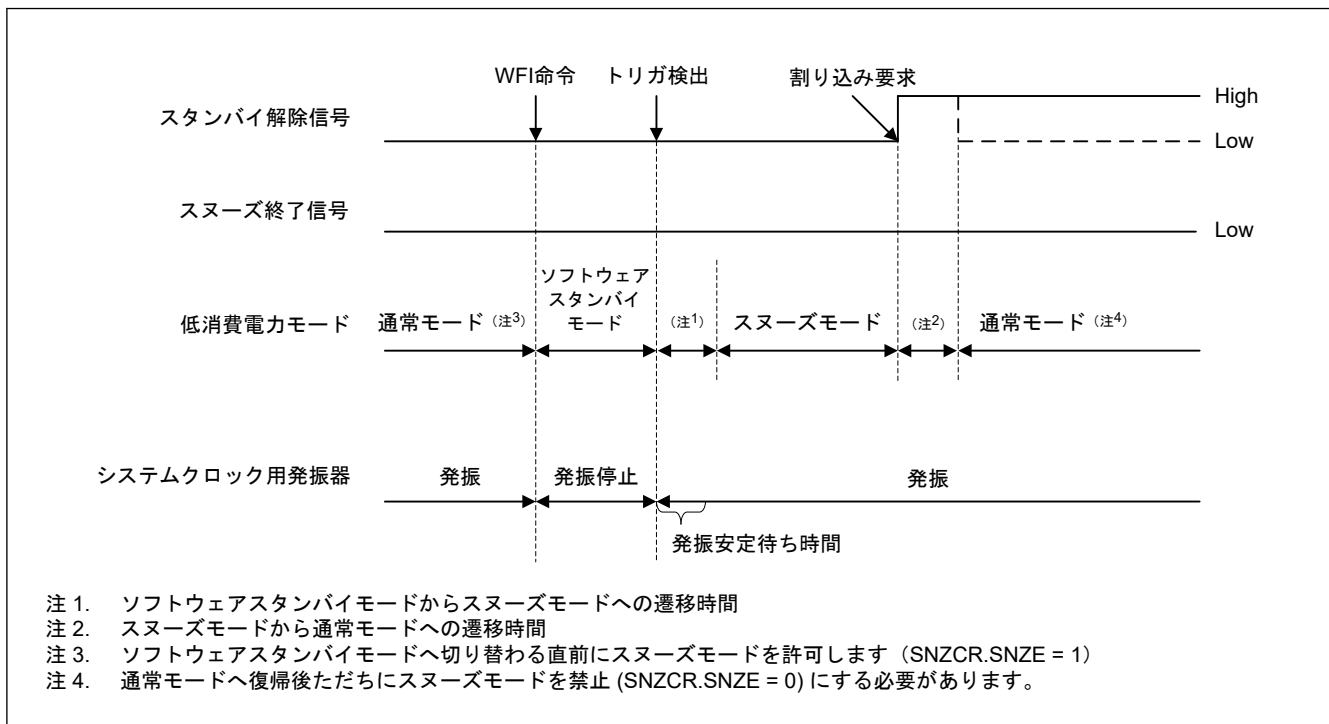 WFI命令 トリガ検出 割り込み要求
スタンバイ解除信号
High
Low
スヌーズ終了信号
Low
低消費電力モード
通常モード（注3）
ソフトウェア
スタンバイ
モード
（注1）
スヌーズモード
（注2）
通常モード（注4）
システムクロック用発振器
発振
発振停止
発振
発振安定待ち時間
注 1. ソフトウェアスタンバイモードからスヌーズモードへの遷移時間
注 2. スヌーズモードから通常モードへの遷移時間
注 3. ソフトウェアスタンバイモードへ切り替わる直前にスヌーズモードを許可します（SNZCR.SNZE = 1）
注 4. 通常モードへ復帰後ただちにスヌーズモードを禁止 (SNZCR.SNZE = 0) にする必要があります。